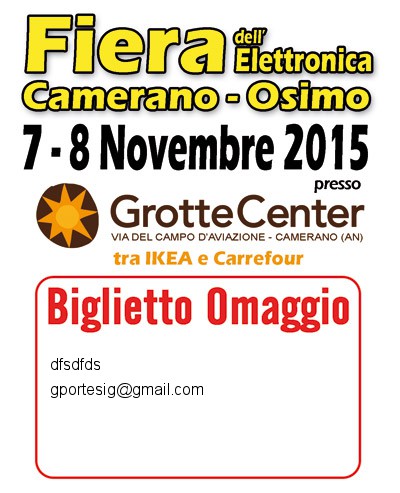 Fiera dell'Elettronica
Camerano - Osimo
7 - 8 Novembre 2015
presso
GrotteCenter
VIA DEL CAMPO D'AVIAZIONE - CAMERANO (AN)
tra IKEA e Carrefour
Biglietto Omaggio
dfsdfds
gportesig@gmail.com